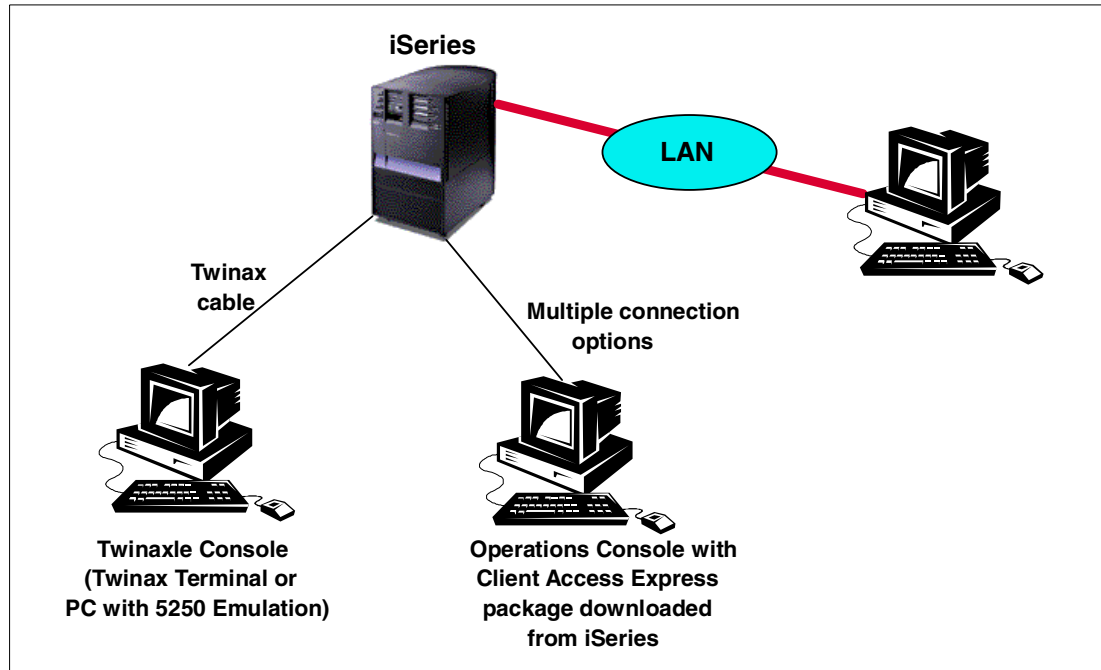 iSeries
LAN
Twinax
cable
Multiple connection
options
Twinaxle Console
(Twinax Terminal or
PC with 5250 Emulation)
Operations Console with
Client Access Express
package downloaded
from iSeries